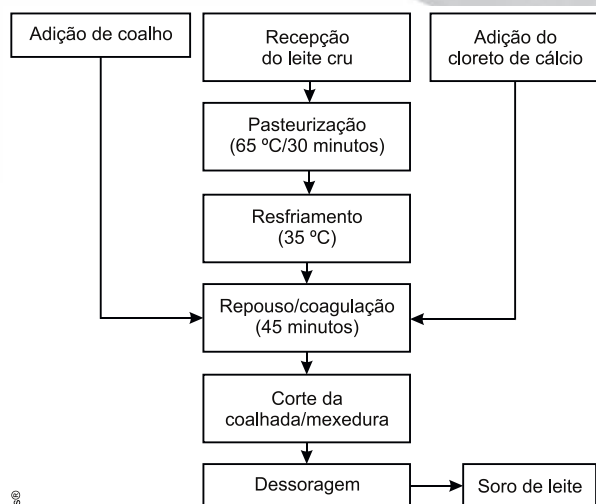 Adição de coalho
Recepção
do leite cru
Adição do
cloreto de cálcio
Pasteurização
(65 ºC/30 minutos)
Resfriamento
(35 ºC)
Repouso/coagulação
(45 minutos)
Corte da
coalhada/mexedura
Dessoragem
Soro de leite